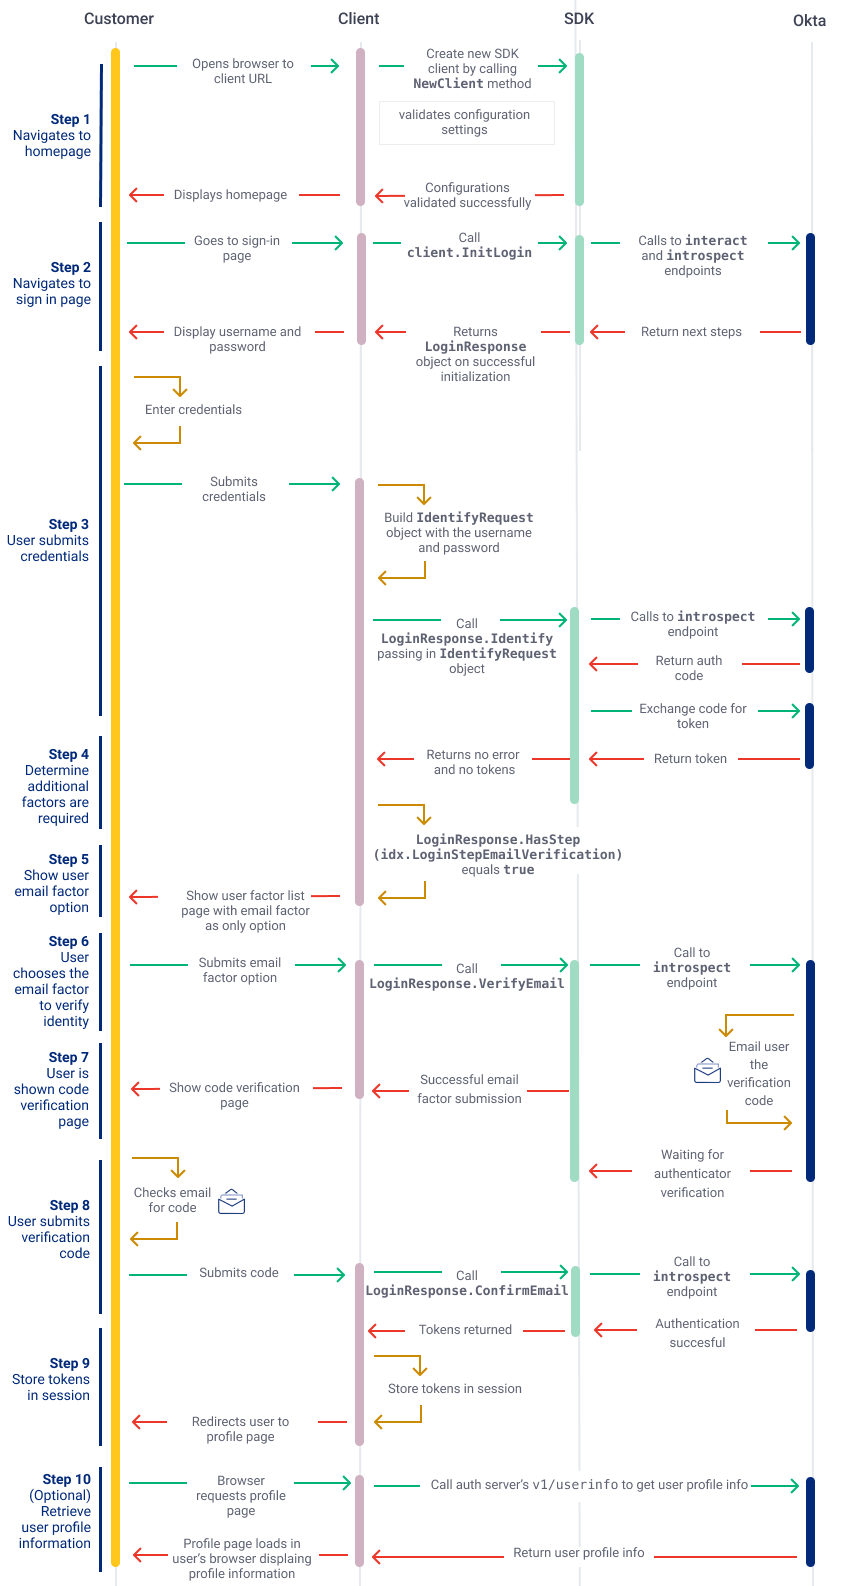 Customer
Client
SDK
Okta
Step 1
Navigates to
homepage
Opens browser to
client URL
Create new SDK
client by calling
NewClient method
validates configuration
settings
Displays homepage
Configurations
validated successfully
Step 2
Navigates to
sign in page
Goes to sign-in
page
Call
client.InitLogin
Calls to interact
and introspect
endpoints
Display username and
password
Returns
LoginResponse
object on successful
initialization
Return next steps
Enter credentials
Step 3
User submits
credentials
Submits
credentials
Build IdentifyRequest
object with the username
and password
Call
LoginResponse.Identify
passing in IdentifyRequest
object
Calls to introspect
endpoint
Return auth
code
Exchange code for
token
Step 4
Determine
additional
factors are
required
Returns no error
and no tokens
Return token
LoginResponse.HasStep
(idx.LoginStepEmailVerification)
equals true
Step 5
Show user
email factor
option
Show user factor list
page with email factor
as only option
Step 6
User
chooses the
email factor
to verify
identity
Submits email
factor option
Call
LoginResponse.VerifyEmail
Call to
introspect
endpoint
Email user
the
verification
code
Step 7
User is
shown code
verification
page
Show code verification
page
Successful email
factor submission
Waiting for
authenticator
verification
Step 8
User submits
verification
code
Checks email
for code
Submits code
Call
LoginResponse.ConfirmEmail
Call to
introspect
endpoint
Tokens returned
Authentication
succesful
Step 9
Store tokens
in session
Store tokens in session
Redirects user to
profile page
Step 10
(Optional)
Retrieve
user profile
information
Browser
requests profile
page
Call auth server's v1/userinfo to get user profile info
Profile page loads in
user's browser displaing
profile information
Return user profile info